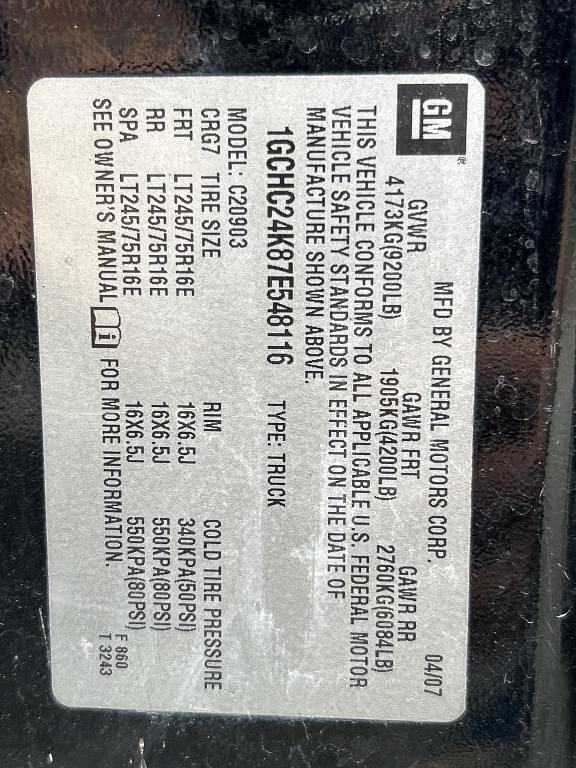 GM®
MFD BY GENERAL MOTORS CORP. 04/07
GVWR GAWR FRT GAWR RR
4173KG(9200LB) 1905KG(4200LB) 2760KG(6084LB)
THIS VEHICLE CONFORMS TO ALL APPLICABLE U.S. FEDERAL MOTOR
VEHICLE SAFETY STANDARDS IN EFFECT ON THE DATE OF
MANUFACTURE SHOWN ABOVE.
1GCHC24K87E548116 TYPE: TRUCK
MODEL: C20903
CRG7 TIRE SIZE RIM COLD TIRE PRESSURE
FRT LT245/75R16E 16X6.5J 340KPA(50PSI)
RR LT245/75R16E 16X6.5J 550KPA(80PSI)
SPA LT245/75R16E 16X6.5J 550KPA(80PSI)
SEE OWNER'S MANUAL i FOR MORE INFORMATION.
F 860
T 3243